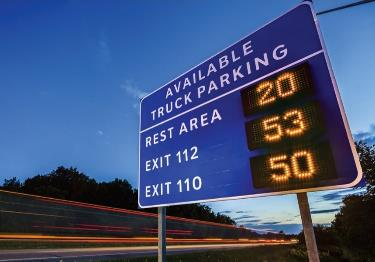 AVAILABLE
TRUCK PARKING
REST AREA 20
EXIT 112 53
EXIT 110 50